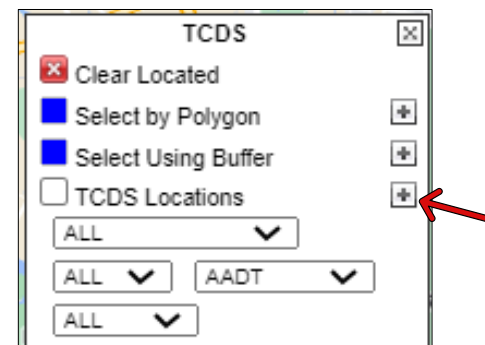 TCDS
Clear Located
Select by Polygon
Select Using Buffer
TCDS Locations
ALL
ALL AADT
ALL